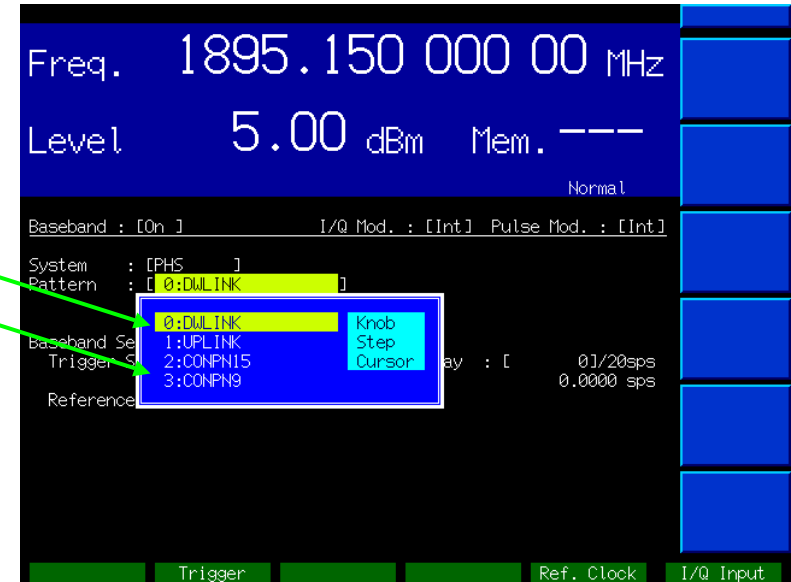 Freq. 1895.150 000 00 MHz
Level 5.00 dBm Mem. ---
Normal
Baseband : [On ] I/Q Mod. : [Int] Pulse Mod. : [Int]
System : [PHS ]
Pattern : [ 0:DWLINK ]
0:DWLINK Knob
Baseband Se 1:UPLINK Step
Trigger S 2:CONPN15 Cursor ay : [ 0]/20sps
3:CONPN9 0.0000 sps
Reference
Trigger Ref. Clock I/Q Input